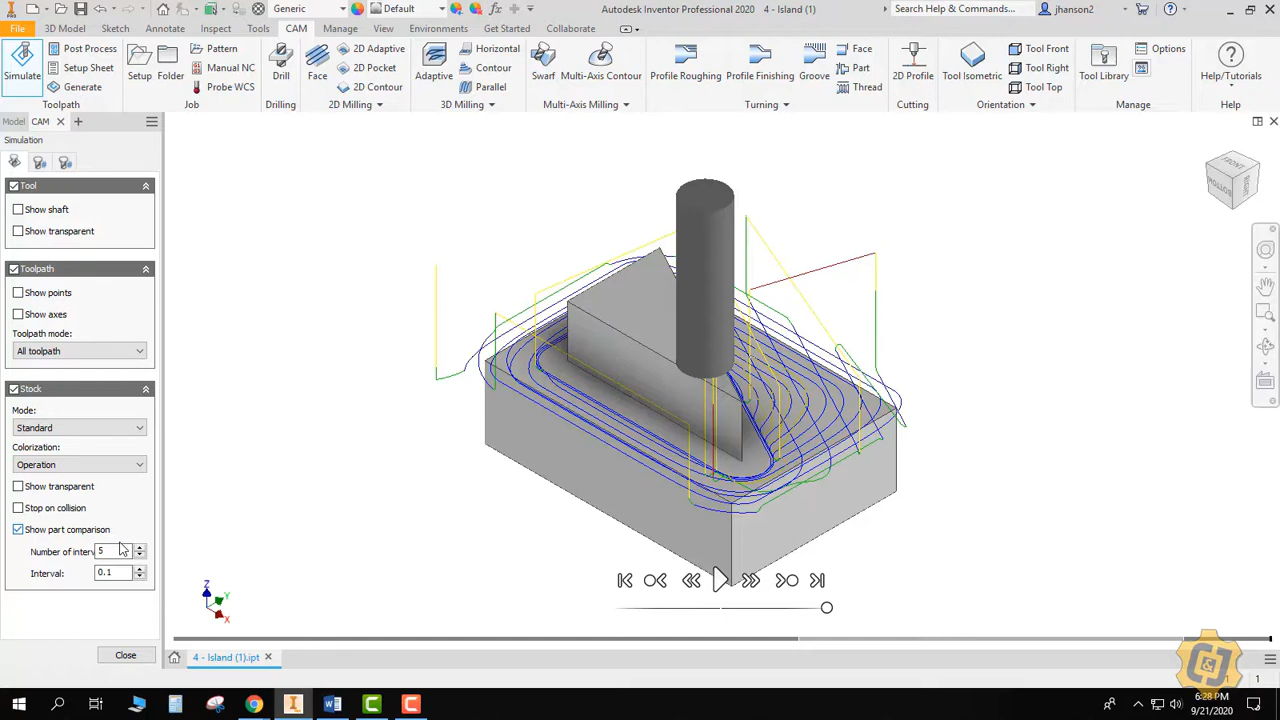 PRO
Generic
Default
Autodesk Inventor Professional 2020
4 - Island (1)
Search Help & Commands...
jhanson2
File
3D Model
Sketch
Annotate
Inspect
Tools
CAM
Manage
View
Environments
Get Started
Collaborate
Simulate
Post Process
Setup Sheet
Generate
Toolpath
Setup
Folder
Pattern
Manual NC
Probe WCS
Job
Drill
Drilling
Face
2D Adaptive
2D Pocket
2D Contour
2D Milling
Adaptive
Horizontal
Contour
Parallel
3D Milling
Swarf
Multi-Axis Contour
Multi-Axis Milling
Profile Roughing
Profile Finishing
Groove
Face
Part
Thread
Turning
2D Profile
Cutting
Tool Isometric
Tool Front
Tool Right
Tool Top
Orientation
Tool Library
Options
Manage
Help/Tutorials
Help
Model
CAM
Simulation
Tool
Show shaft
Show transparent
Toolpath
Show points
Show axes
Toolpath mode:
All toolpath
Stock
Mode:
Standard
Colorization:
Operation
Show transparent
Stop on collision
Show part comparison
Number of interv
5
Interval:
0.1
Close
FRONT
BOTTOM
Z
Y
X
4 - Island (1).ipt
1
6:28 PM
9/21/2020